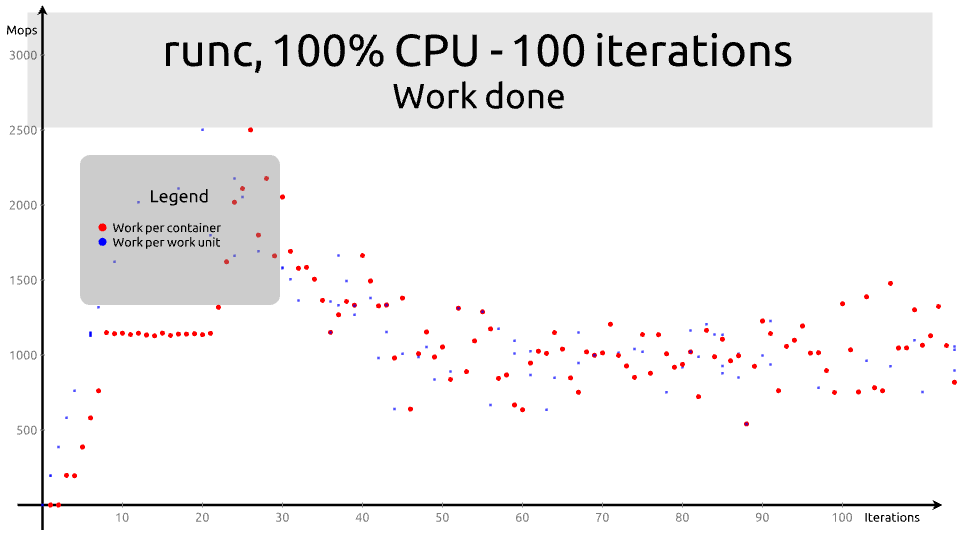 runc, 100% CPU - 100 iterations
Work done
Mops
3000
2500
2000
1500
1000
500
Legend
Work per container
Work per work unit
10 20 30 40 50 60 70 80 90 100 Iterations